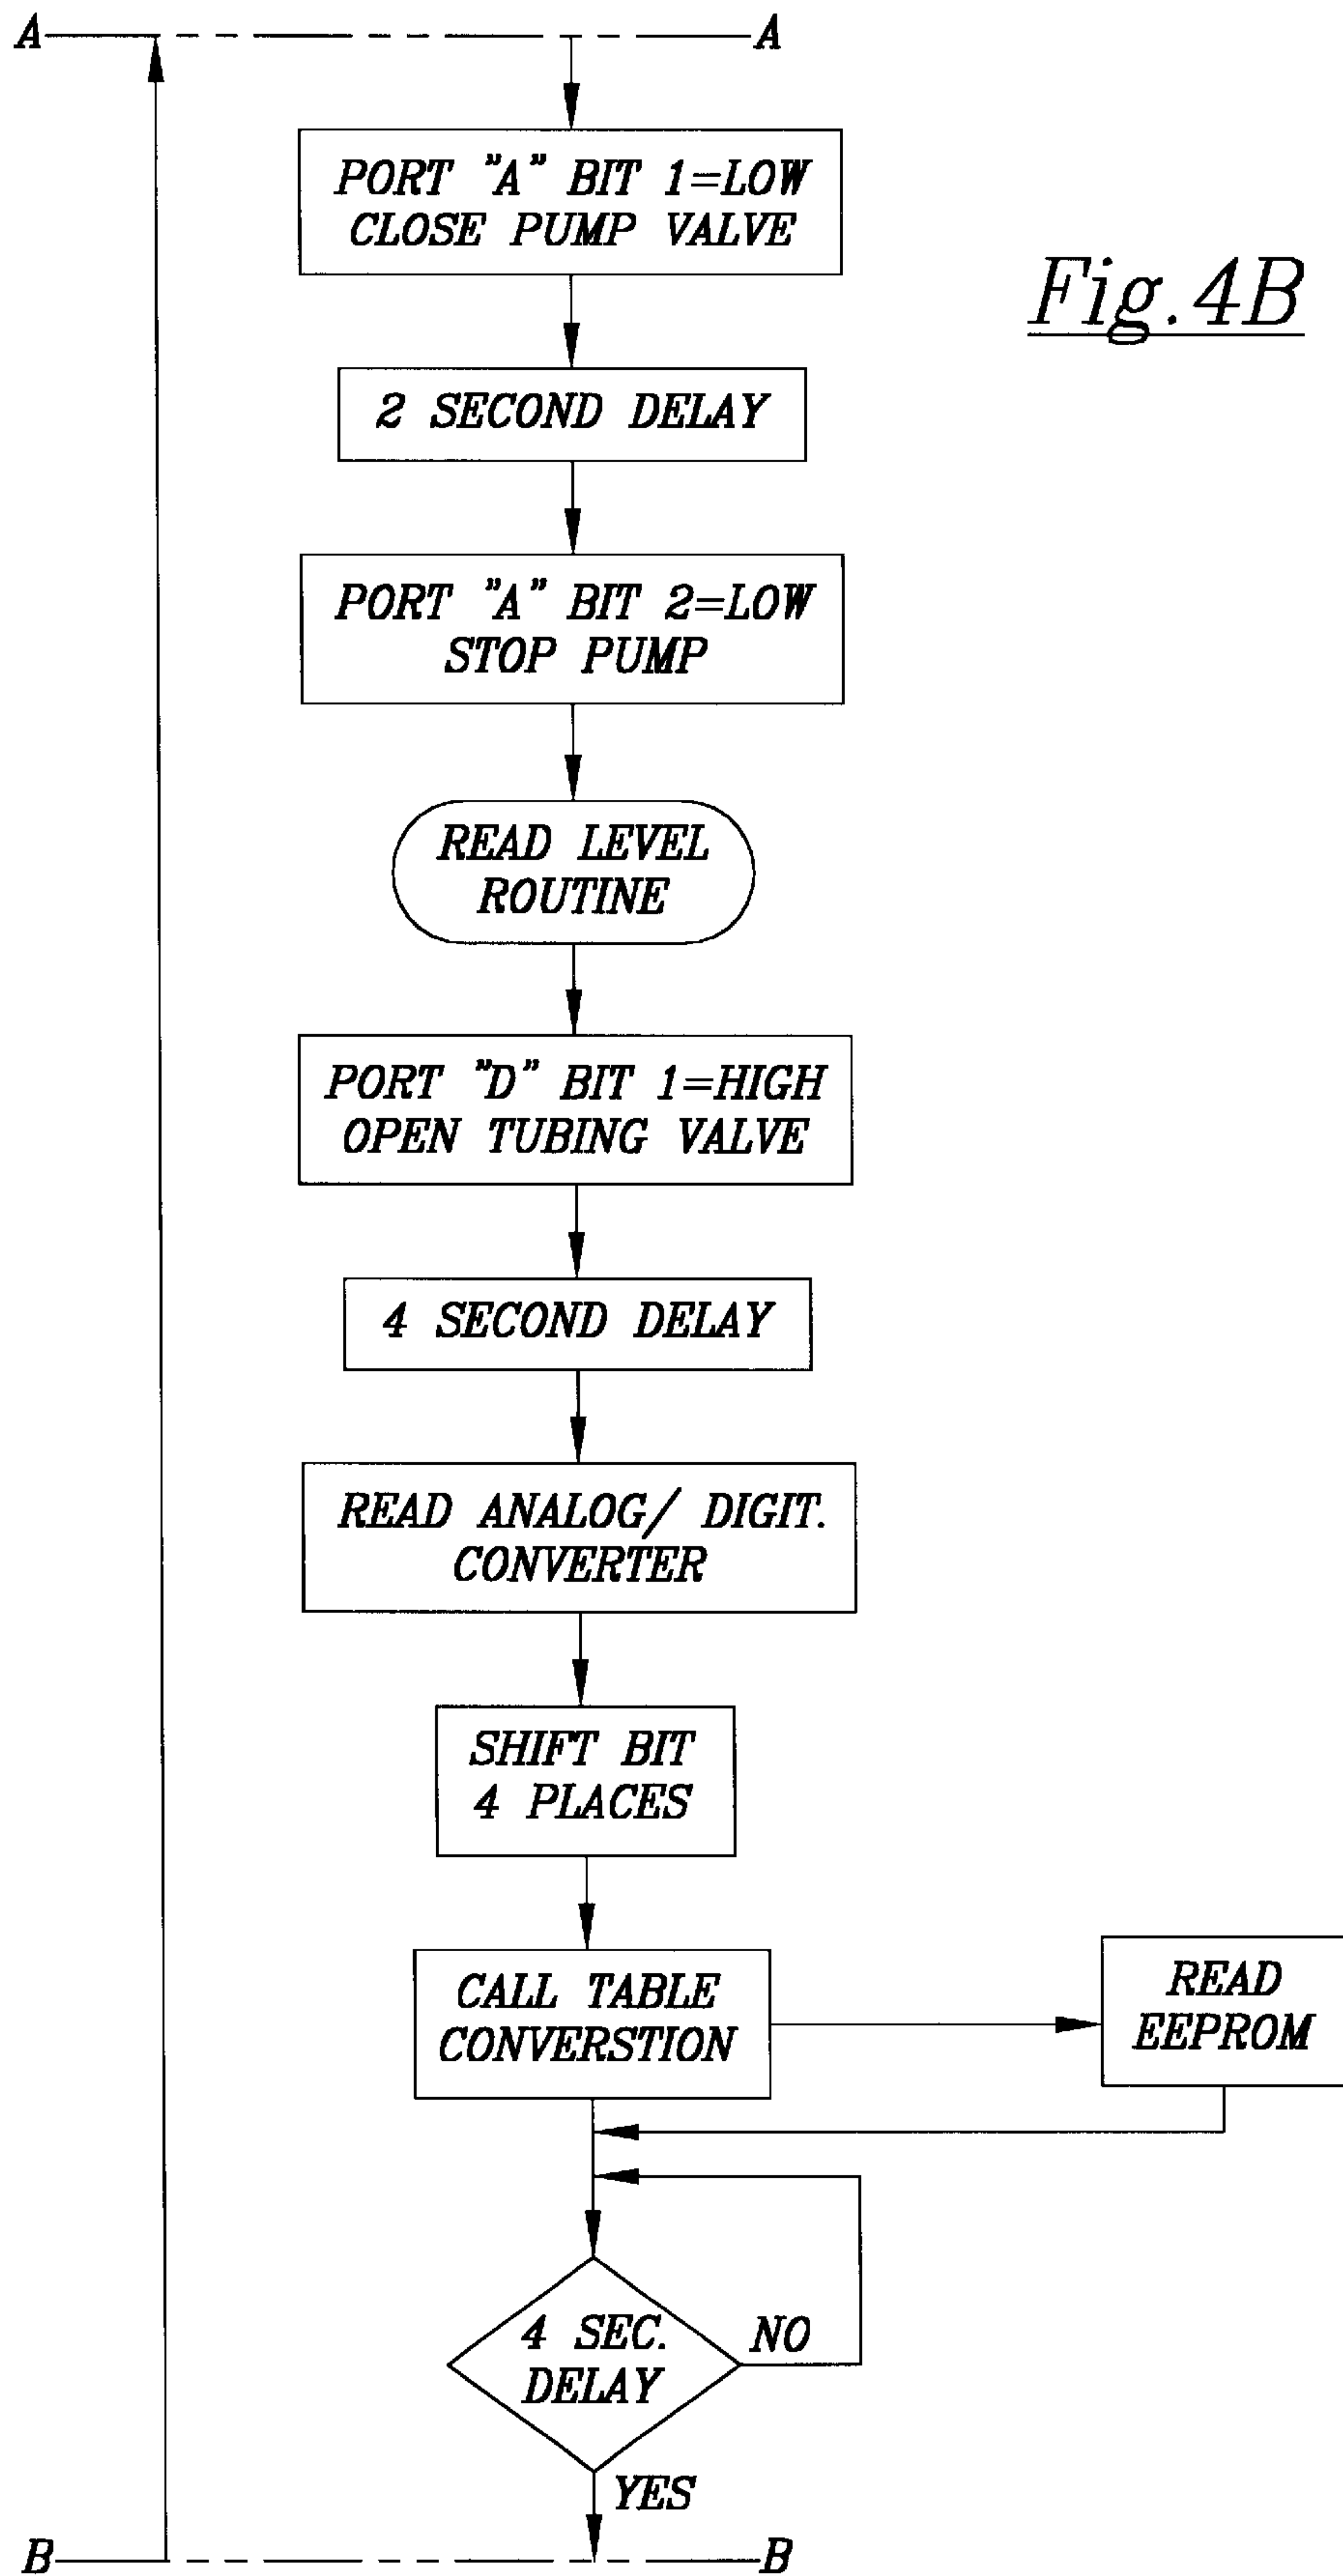 A A
PORT "A" BIT 1=LOW
CLOSE PUMP VALVE
Fig. 4B
2 SECOND DELAY
PORT "A" BIT 2=LOW
STOP PUMP
READ LEVEL
ROUTINE
PORT "D" BIT 1=HIGH
OPEN TUBING VALVE
4 SECOND DELAY
READ ANALOG/ DIGIT.
CONVERTER
SHIFT BIT
4 PLACES
CALL TABLE
CONVERSTION
READ
EEPROM
4 SEC.
DELAY
NO
YES
B B